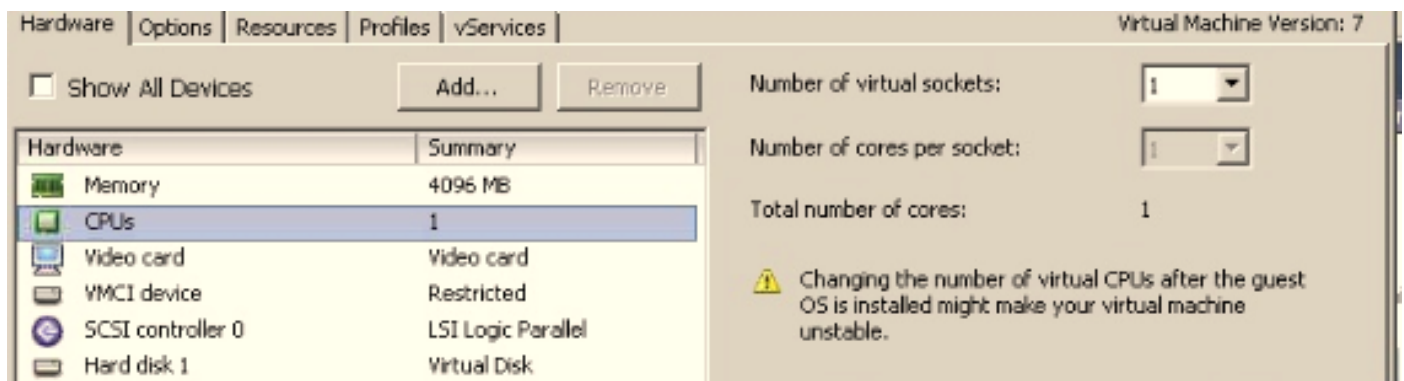 Hardware Options Resources Profiles vServices Virtual Machine Version: 7
Show All Devices Add... Remove
Hardware Summary
Memory 4096 MB
CPUs 1
Video card Video card
VMCI device Restricted
SCSI controller 0 LSI Logic Parallel
Hard disk 1 Virtual Disk
Number of virtual sockets: 1
Number of cores per socket: 1
Total number of cores: 1
Changing the number of virtual CPUs after the guest
OS is installed might make your virtual machine
unstable.